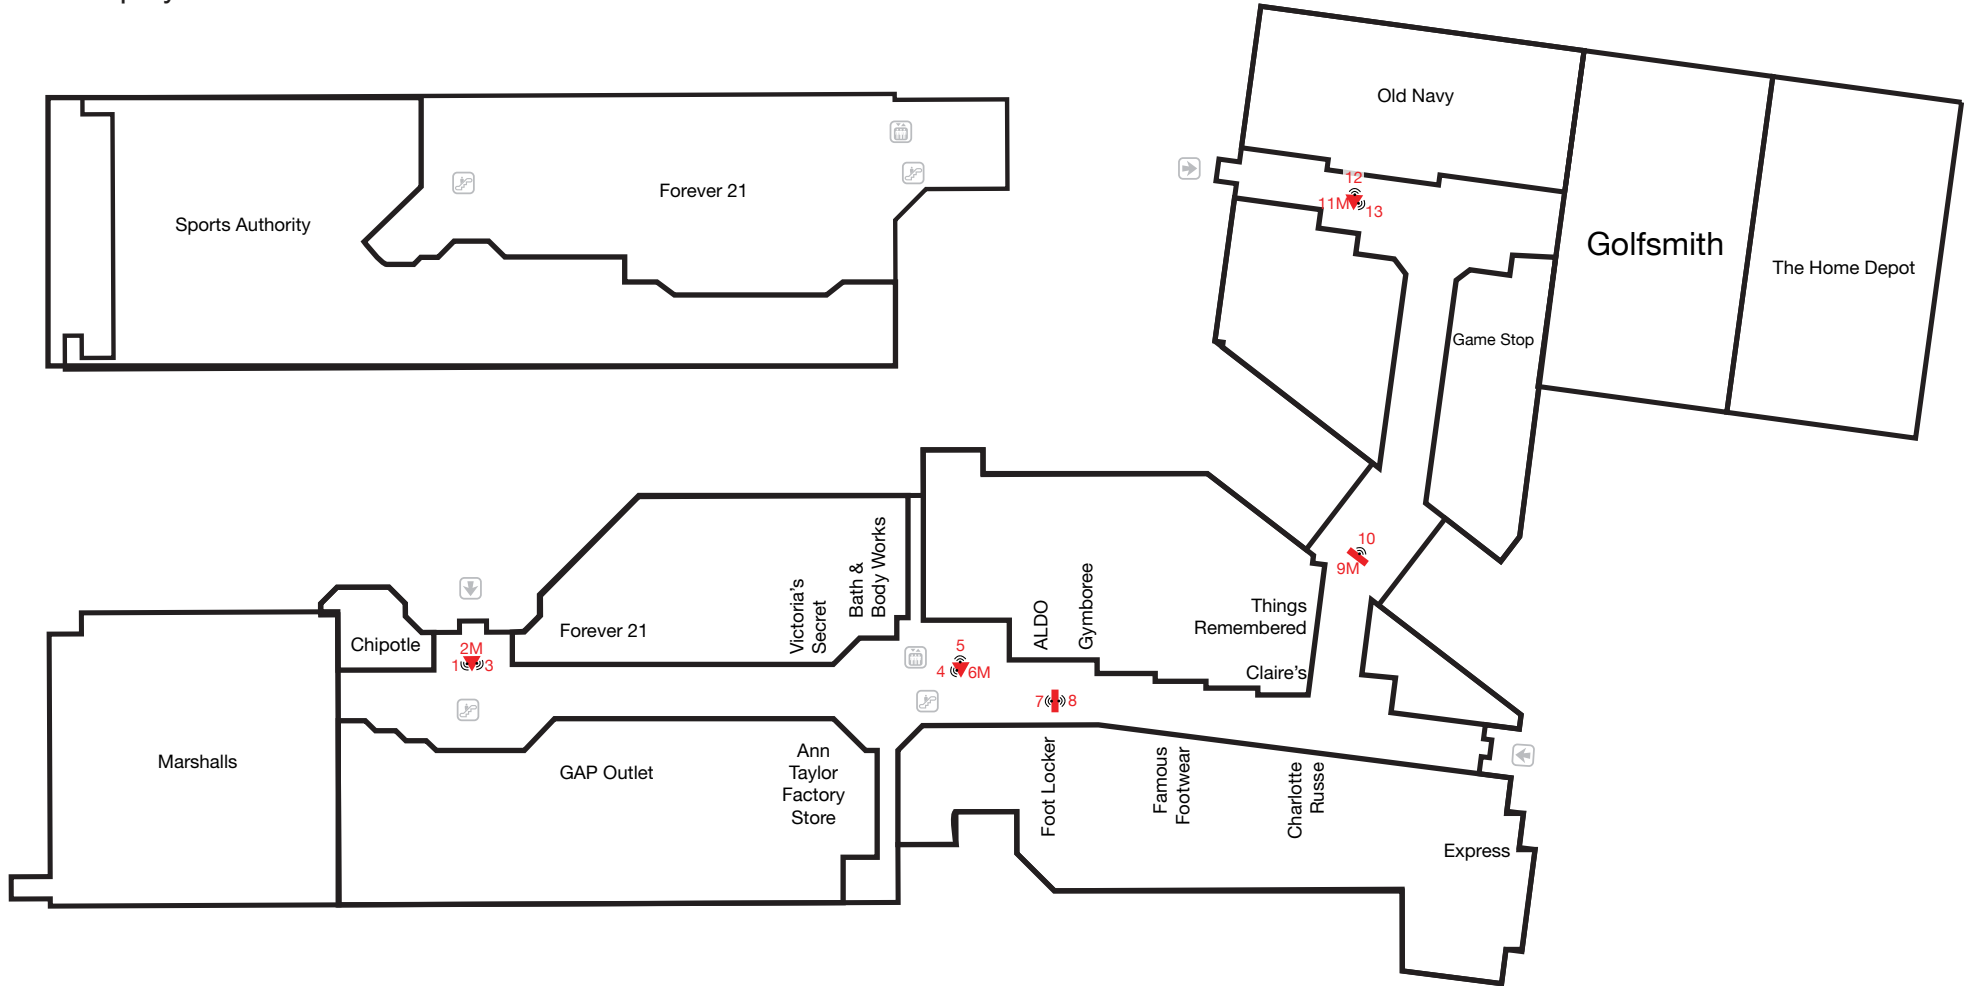 Old Navy
Sports Authority
Forever 21
12
11M
13
Golfsmith
The Home Depot
Game Stop
10
9M
Chipotle
2M
1
3
Forever 21
Victoria's
Secret
Bath &
Body Works
5
4
6M
ALDO
Gymboree
Things
Remembered
Claire's
7
8
Marshalls
GAP Outlet
Ann
Taylor
Factory
Store
Foot Locker
Famous
Footwear
Charlotte
Russe
Express